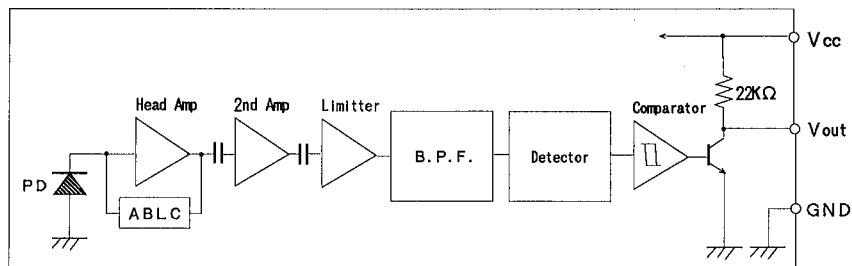 Vcc
22KΩ
Vout
GND
Head Amp
2nd Amp
Limitter
Comparator
B.P.F.
Detector
PD
ABLC